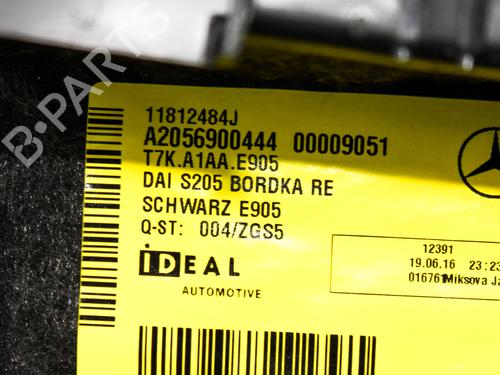 B-PARTS
11812484J
A2056900444 00009051
T7K.A1AA.E905
DAI S205 BORDKA RE
SCHWARZ E905
Q-ST: 004/ZGS5
iDEAL
AUTOMOTIVE
12391
19.06.16 23:23
016761 Miksova Ja